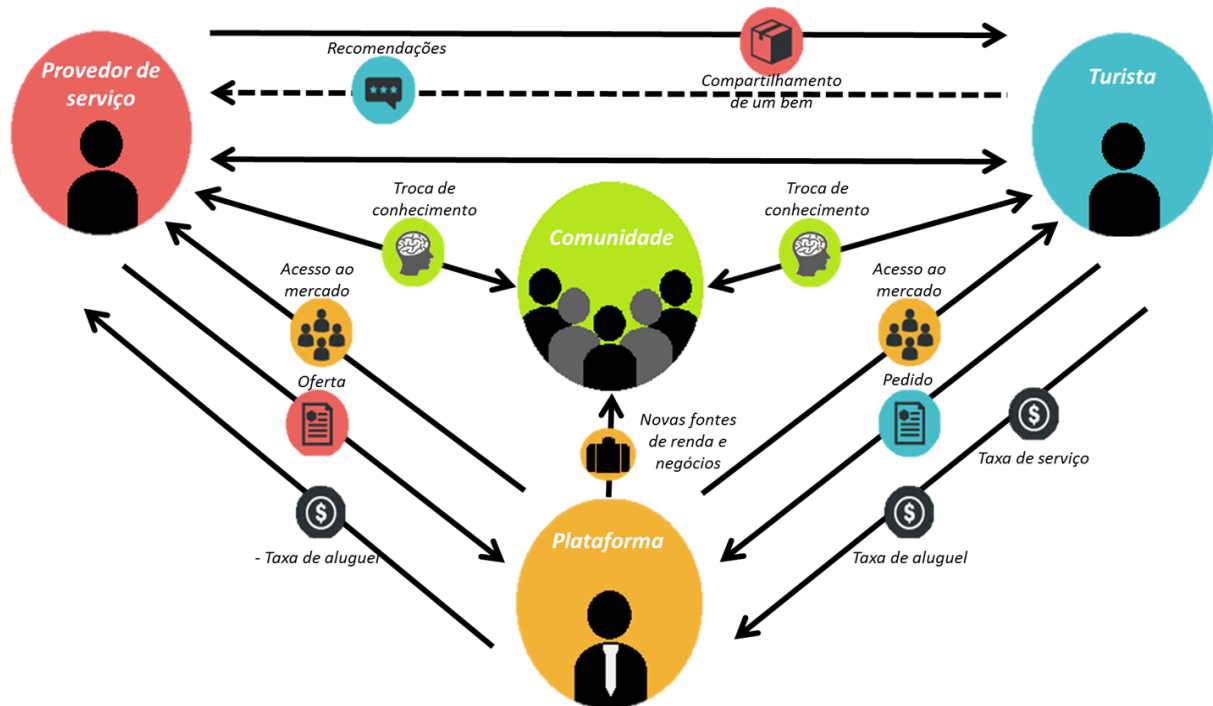 Recomendações
Provedor de
serviço
Compartilhamento
de um bem
Turista
Troca de
conhecimento
Comunidade
Troca de
conhecimento
Acesso ao
mercado
Acesso ao
mercado
Oferta
Pedido
Novas fontes
de renda e
negócios
Taxa de serviço
Plataforma
- Taxa de aluguel
Taxa de aluguel